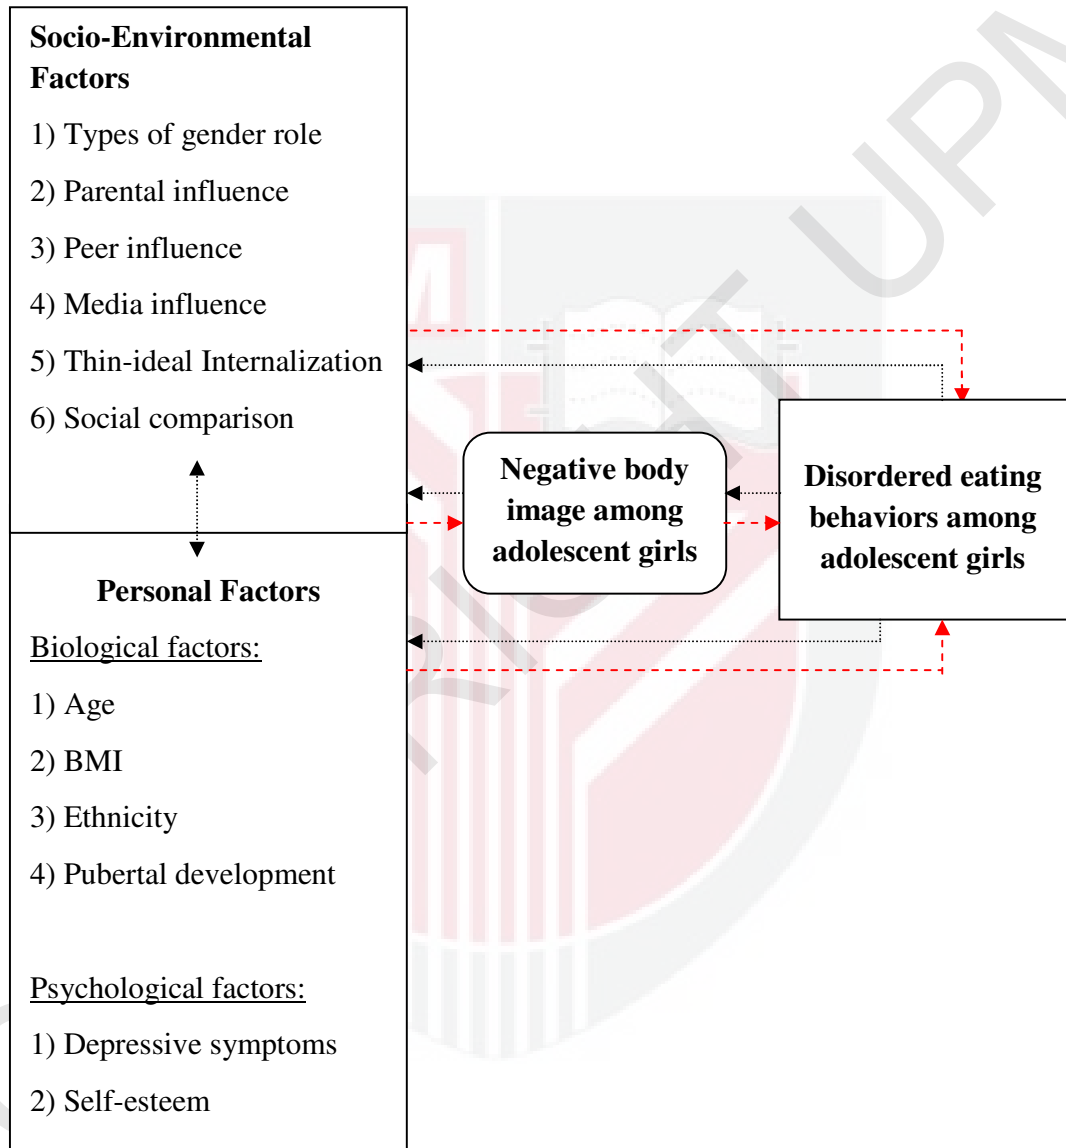 Socio-Environmental
Factors
1) Types of gender role
2) Parental influence
3) Peer influence
4) Media influence
5) Thin-ideal Internalization
6) Social comparison
Negative body
image among
adolescent girls
Disordered eating
behaviors among
adolescent girls
Personal Factors
Biological factors:
1) Age
2) BMI
3) Ethnicity
4) Pubertal development
Psychological factors:
1) Depressive symptoms
2) Self-esteem
RIGHT UPM